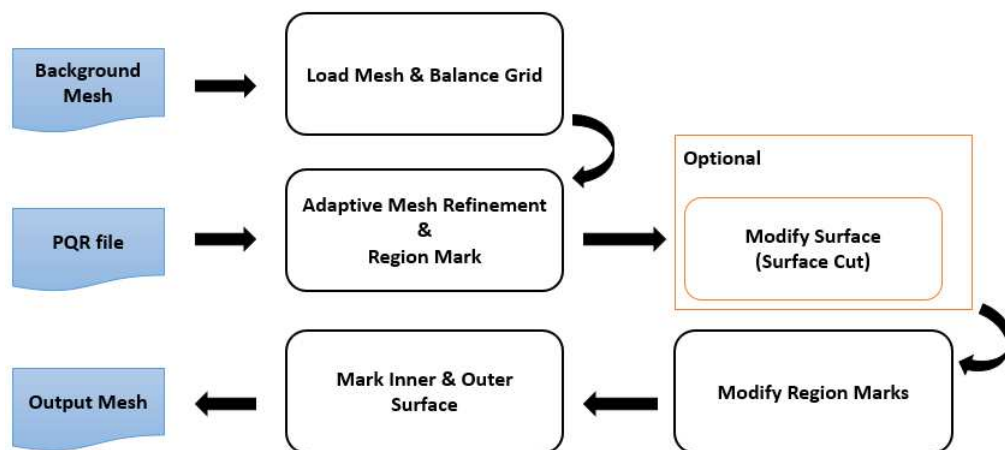 Background
Mesh
Load Mesh & Balance Grid
Optional
PQR file
Adaptive Mesh Refinement
&
Region Mark
Modify Surface
(Surface Cut)
Output Mesh
Mark Inner & Outer
Surface
Modify Region Marks